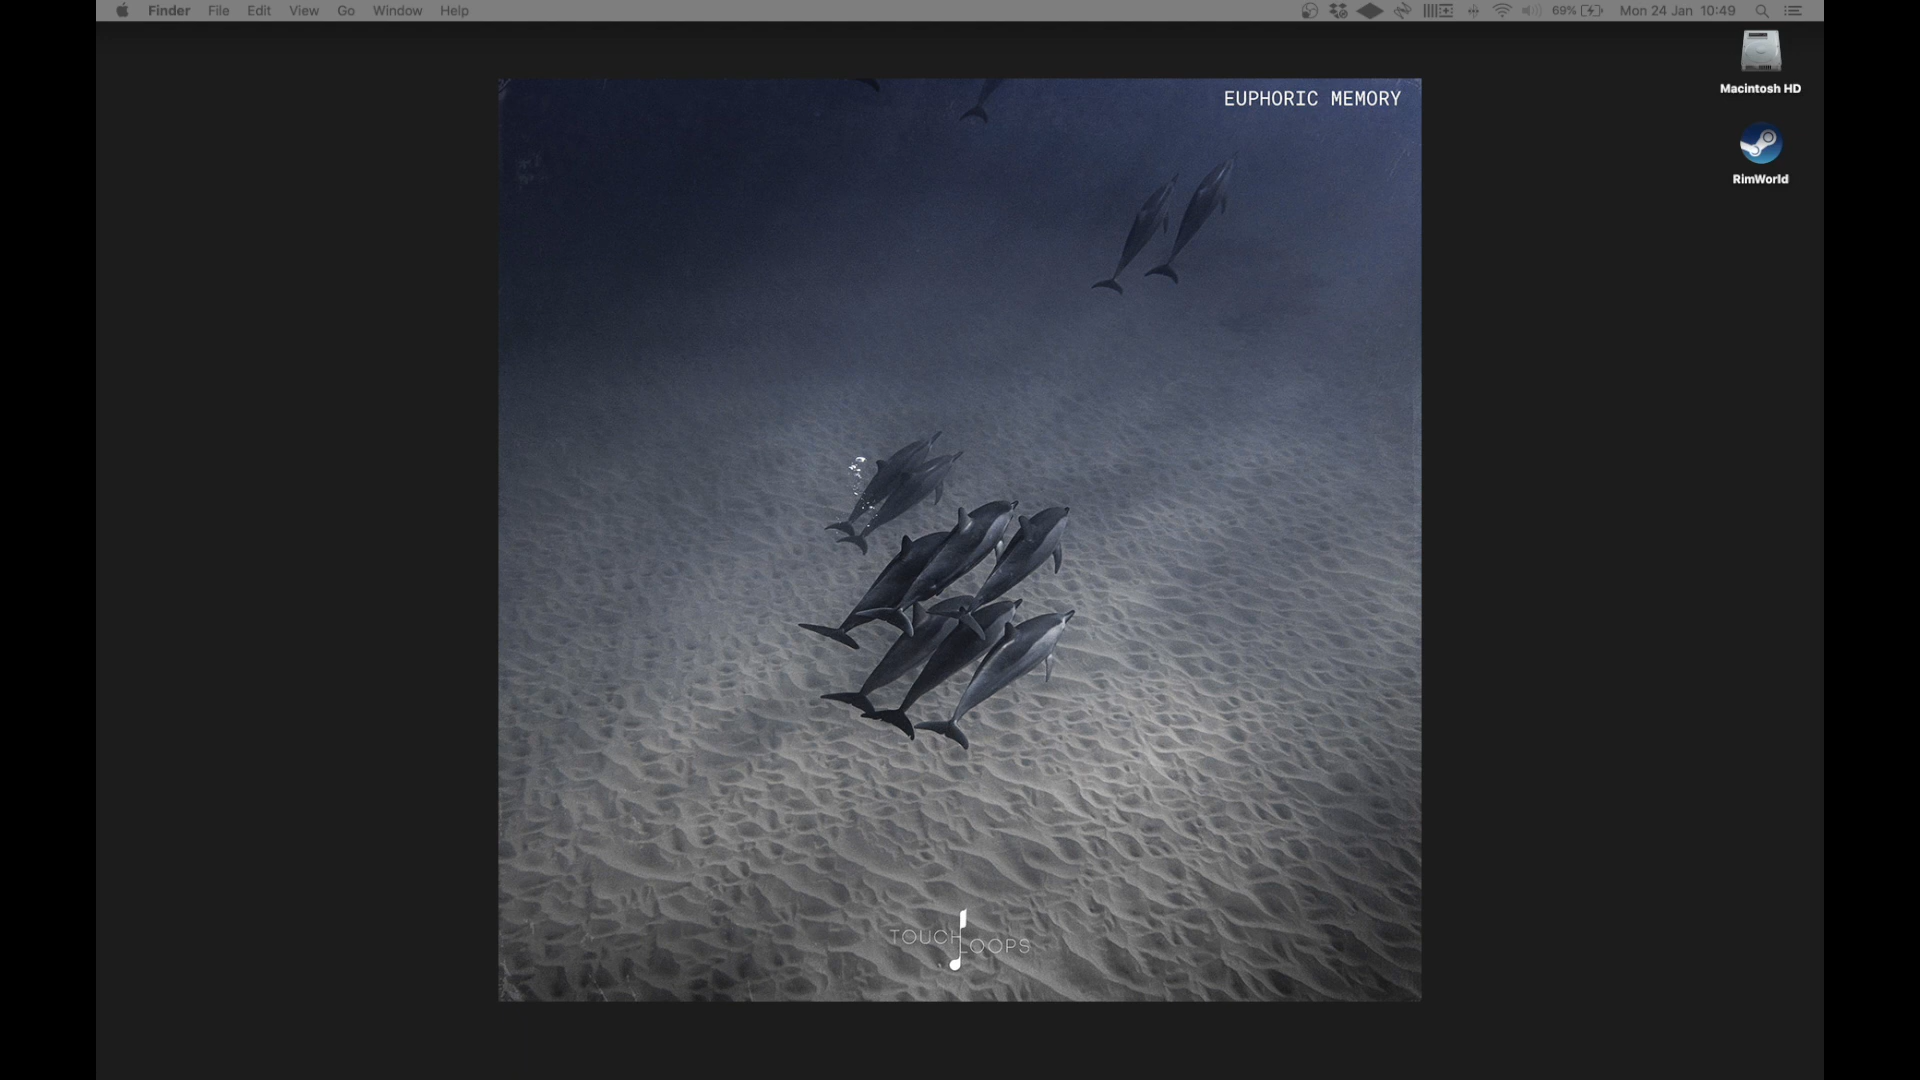 Finder File Edit View Go Window Help 69% Mon 24 Jan 10:49
Macintosh HD
RimWorld
EUPHORIC MEMORY
TOUCH LOOPS